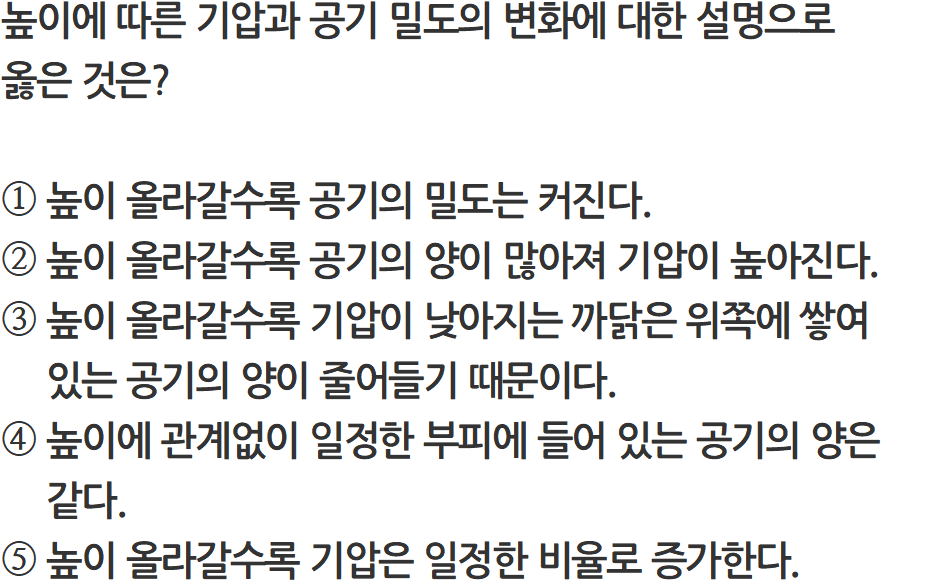 높이에 따른 기압과 공기 밀도의 변화에 대한 설명으로
옳은 것은?
① 높이 올라갈수록 공기의 밀도는 커진다.
② 높이 올라갈수록 공기의 양이 많아져 기압이 높아진다.
③ 높이 올라갈수록 기압이 낮아지는 까닭은 위쪽에 쌓여
있는 공기의 양이 줄어들기 때문이다.
④ 높이에 관계없이 일정한 부피에 들어 있는 공기의 양은
같다.
⑤ 높이 올라갈수록 기압은 일정한 비율로 증가한다.